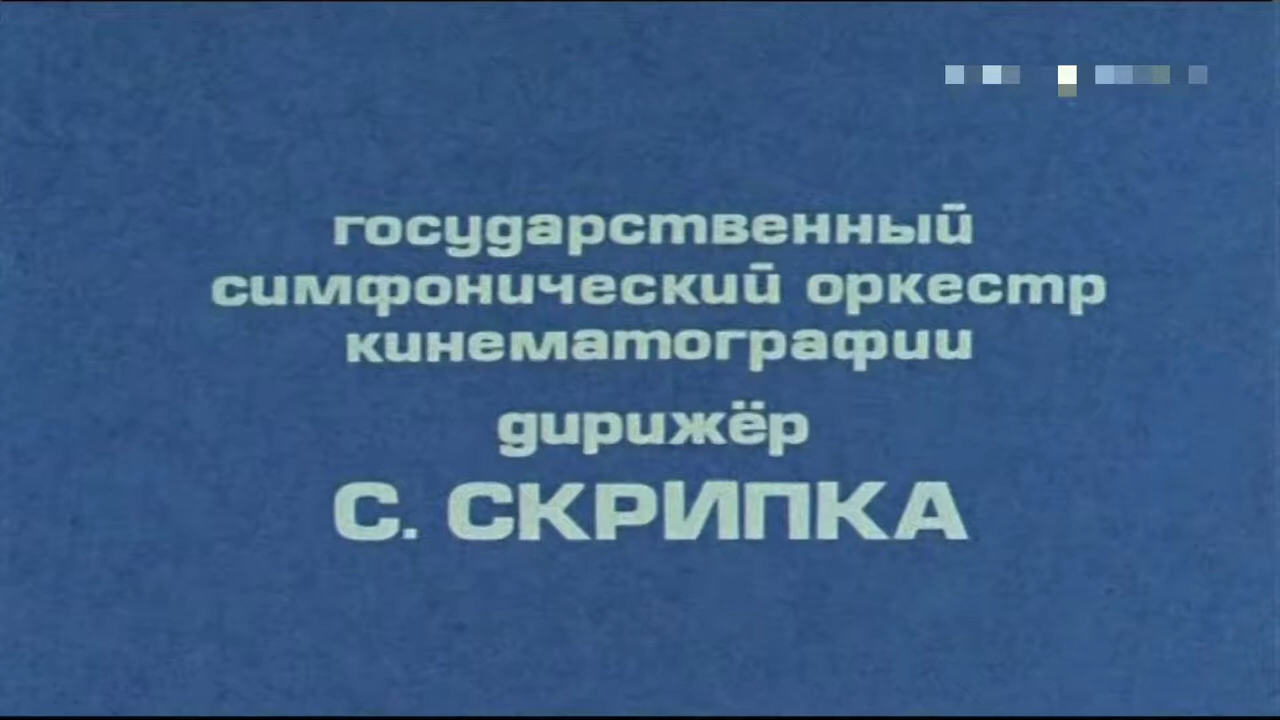 государственный
симфонический оркестр
кинематографии
дирижёр
С. СКРИПКА